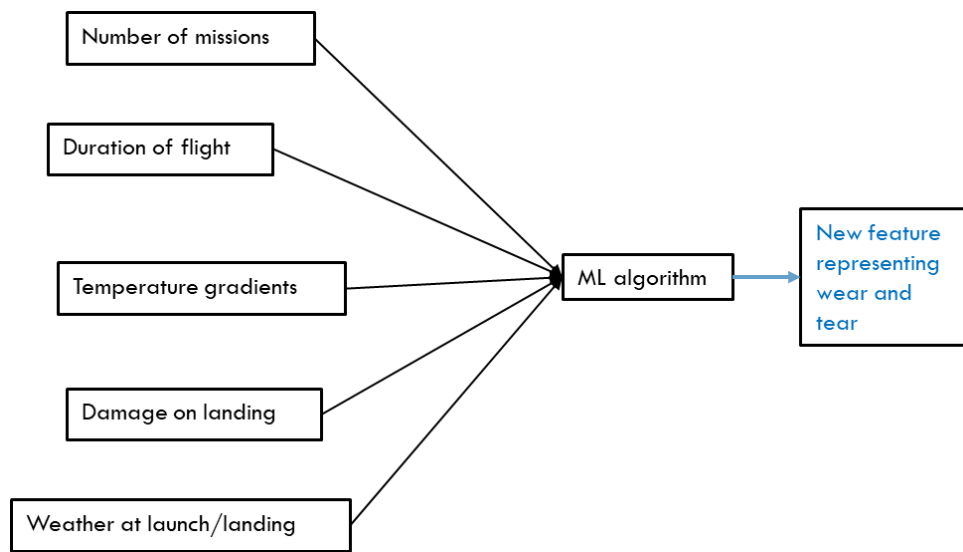 Number of missions
Duration of flight
Temperature gradients
Damage on landing
Weather at launch/landing
ML algorithm
New feature
representing
wear and
tear